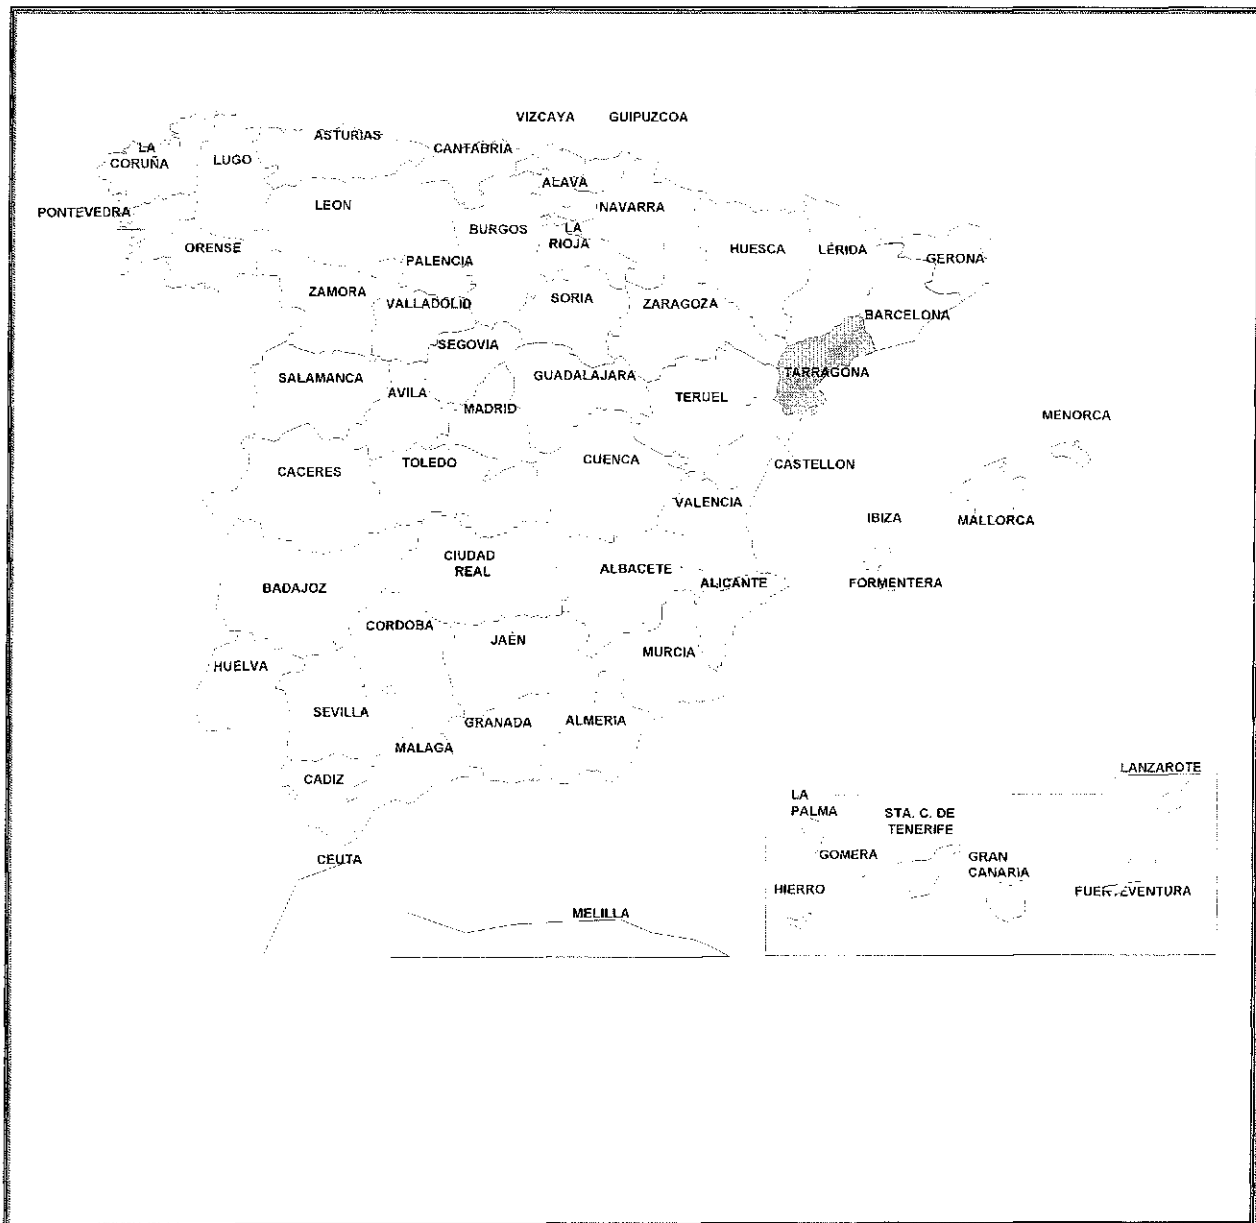 VIZCAYA
GUIPUZCOA
ASTURIAS
CANTABRIA
LA
CORUÑA
LUGO
ALAVA
NAVARRA
LEON
PONTEVEDRA
BURGOS
LA
RIOJA
ORENSE
PALENCIA
HUESCA
LÉRIDA
GERONA
ZAMORA
VALLADOLID
SORIA
ZARAGOZA
BARCELONA
SEGOVIA
SALAMANCA
AVILA
GUADALAJARA
TARRAGONA
MADRID
TERUEL
MENORCA
CACERES
TOLEDO
CUENCA
CASTELLON
VALENCIA
IBIZA
MALLORCA
CIUDAD
REAL
BADAJOZ
ALBACETE
ALICANTE
FORMENTERA
CORDOBA
JAÉN
MURCIA
HUELVA
SEVILLA
GRANADA
ALMERIA
MALAGA
CADIZ
LANZAROTE
LA
PALMA
STA. C. DE
TENERIFE
CEUTA
GOMERA
GRAN
CANARIA
HIERRO
FUERTEVENTURA
MELILLA